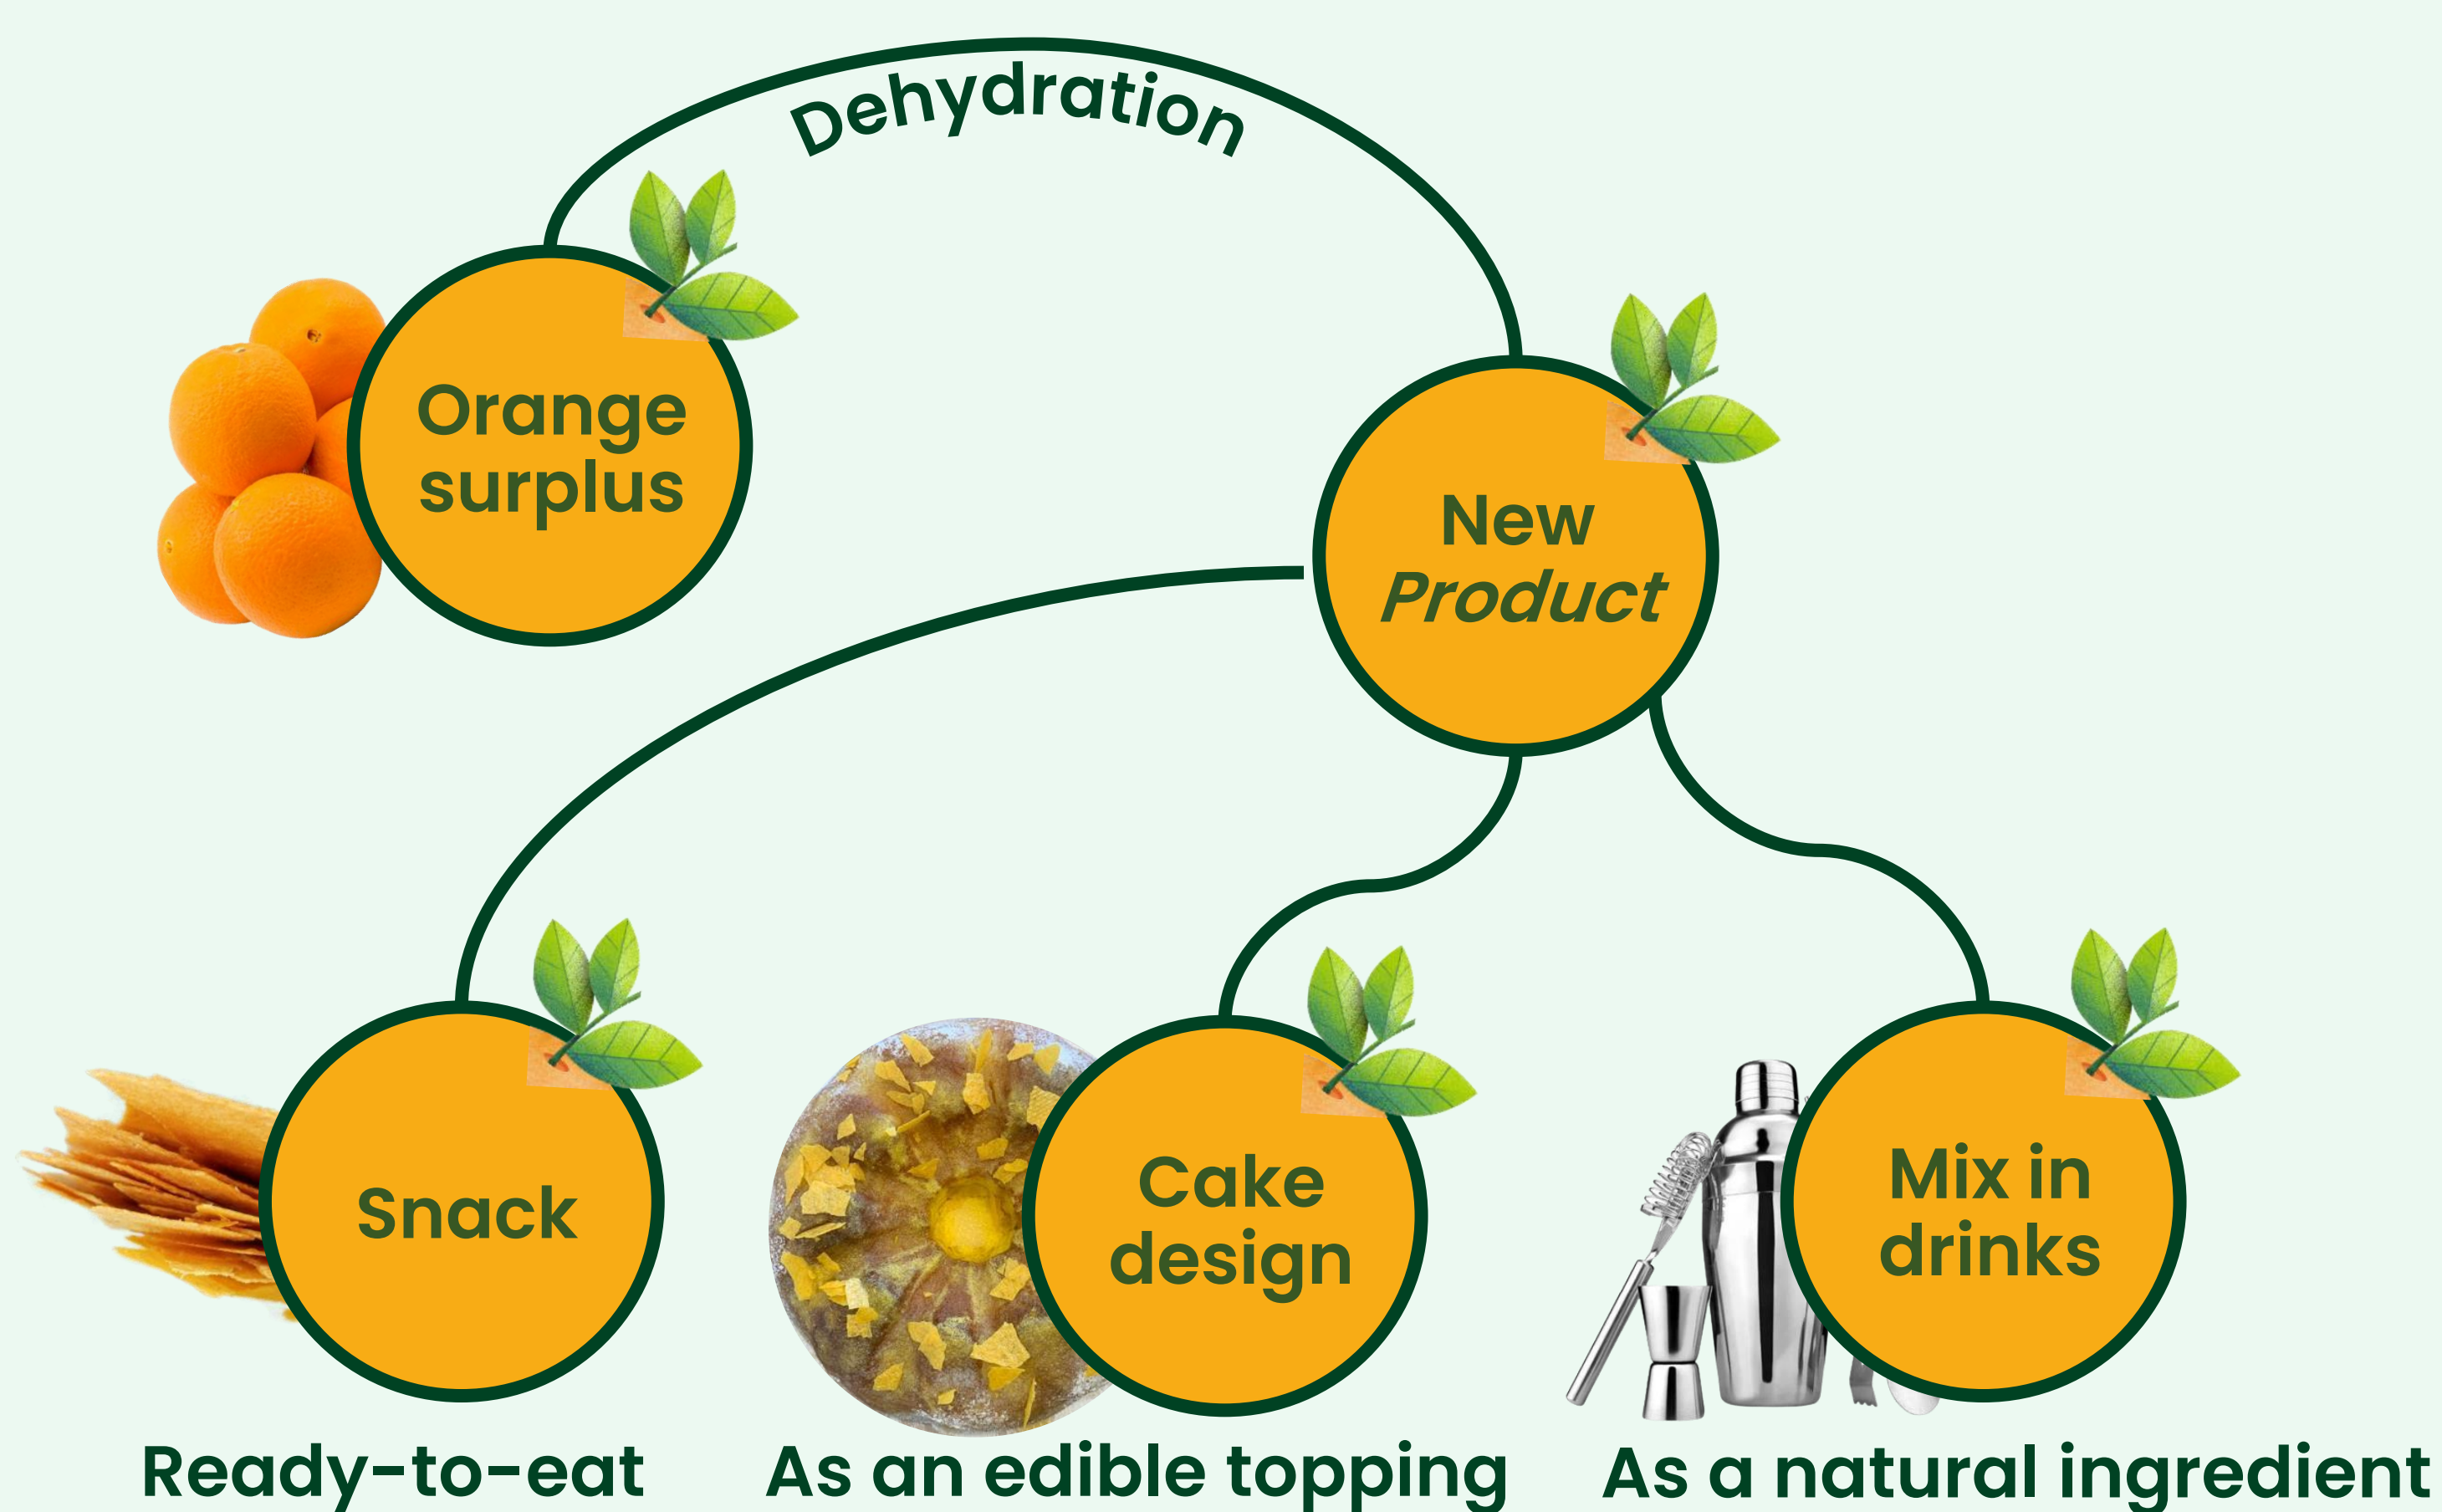 Dehydration
Orange
surplus
New
Product
Snack
Cake
design
Mix in
drinks
Ready-to-eat
As an edible topping
As a natural ingredient